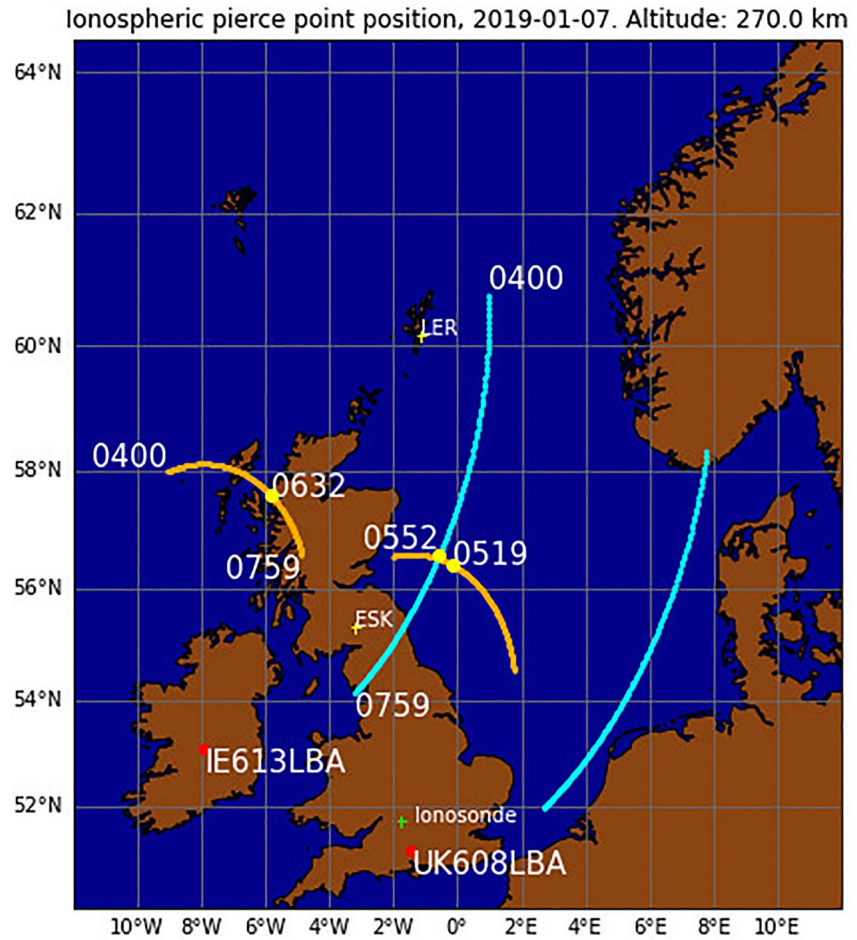 Ionospheric pierce point position, 2019-01-07. Altitude: 270.0 km
64°N
62°N
0400
LER
60°N
0400
58°N
0632
0552
0519
0759
56°N
ESK
54°N
0759
IE613LBA
52°N
Ionosonde
UK608LBA
10°W 8°W 6°W 4°W 2°W 0° 2°E 4°E 6°E 8°E 10°E